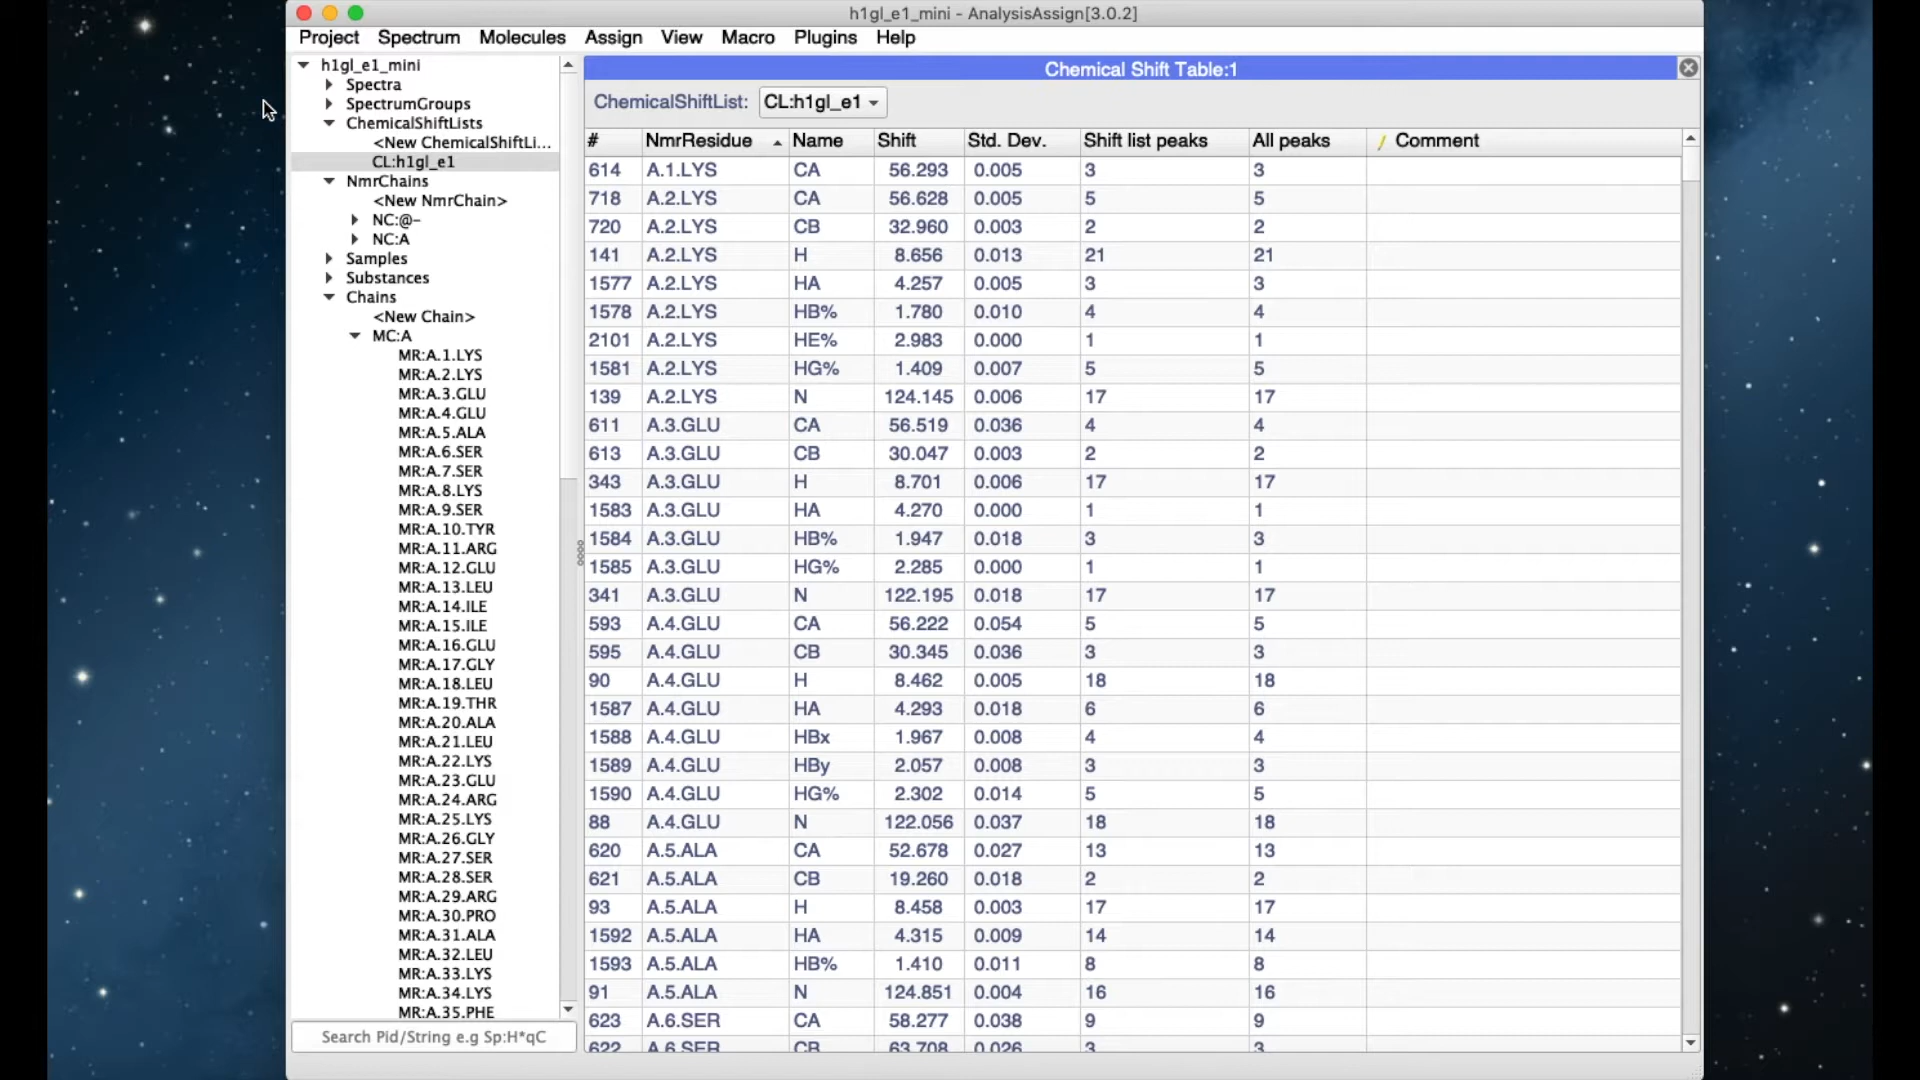 h1gl_e1_mini - AnalysisAssign[3.0.2]
Project Spectrum Molecules Assign View Macro Plugins Help
h1gl_e1_mini
Spectra
SpectrumGroups
ChemicalShiftLists
<New ChemicalShiftLi...
CL:h1gl_e1
NmrChains
<New NmrChain>
NC:@-
NC:A
Samples
Substances
Chains
<New Chain>
MC:A
MR:A.1.LYS
MR:A.2.LYS
MR:A.3.GLU
MR:A.4.GLU
MR:A.5.ALA
MR:A.6.SER
MR:A.7.SER
MR:A.8.LYS
MR:A.9.SER
MR:A.10.TYR
MR:A.11.ARG
MR:A.12.GLU
MR:A.13.LEU
MR:A.14.ILE
MR:A.15.ILE
MR:A.16.GLU
MR:A.17.GLY
MR:A.18.LEU
MR:A.19.THR
MR:A.20.ALA
MR:A.21.LEU
MR:A.22.LYS
MR:A.23.GLU
MR:A.24.ARG
MR:A.25.LYS
MR:A.26.GLY
MR:A.27.SER
MR:A.28.SER
MR:A.29.ARG
MR:A.30.PRO
MR:A.31.ALA
MR:A.32.LEU
MR:A.33.LYS
MR:A.34.LYS
MR:A.35.PHE
Search Pid/String e.g Sp:H*qC
Chemical Shift Table:1
ChemicalShiftList: CL:h1gl_e1
# NmrResidue Name Shift Std. Dev. Shift list peaks All peaks Comment
614 A.1.LYS CA 56.293 0.005 3 3
718 A.2.LYS CA 56.628 0.005 5 5
720 A.2.LYS CB 32.960 0.003 2 2
141 A.2.LYS H 8.656 0.013 21 21
1577 A.2.LYS HA 4.257 0.005 3 3
1578 A.2.LYS HB% 1.780 0.010 4 4
2101 A.2.LYS HE% 2.983 0.000 1 1
1581 A.2.LYS HG% 1.409 0.007 5 5
139 A.2.LYS N 124.145 0.006 17 17
611 A.3.GLU CA 56.519 0.036 4 4
613 A.3.GLU CB 30.047 0.003 2 2
343 A.3.GLU H 8.701 0.006 17 17
1583 A.3.GLU HA 4.270 0.000 1 1
1584 A.3.GLU HB% 1.947 0.018 3 3
1585 A.3.GLU HG% 2.285 0.000 1 1
341 A.3.GLU N 122.195 0.018 17 17
593 A.4.GLU CA 56.222 0.054 5 5
595 A.4.GLU CB 30.345 0.036 3 3
90 A.4.GLU H 8.462 0.005 18 18
1587 A.4.GLU HA 4.293 0.018 6 6
1588 A.4.GLU HBx 1.967 0.008 4 4
1589 A.4.GLU HBy 2.057 0.008 3 3
1590 A.4.GLU HG% 2.302 0.014 5 5
88 A.4.GLU N 122.056 0.037 18 18
620 A.5.ALA CA 52.678 0.027 13 13
621 A.5.ALA CB 19.260 0.018 2 2
93 A.5.ALA H 8.458 0.003 17 17
1592 A.5.ALA HA 4.315 0.009 14 14
1593 A.5.ALA HB% 1.410 0.011 8 8
91 A.5.ALA N 124.851 0.004 16 16
623 A.6.SER CA 58.277 0.038 9 9
622 A.6.SER CB 63.708 0.026 3 3